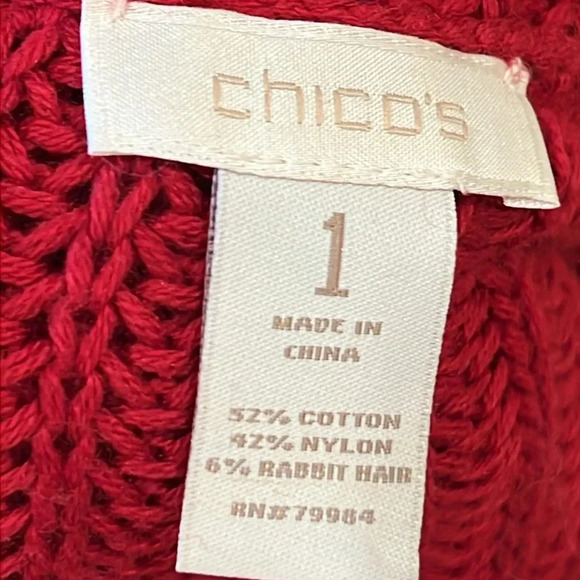 chico's
1
MADE IN
CHINA
52% COTTON
42% NYLON
6% RABBIT HAIR
RN#79984